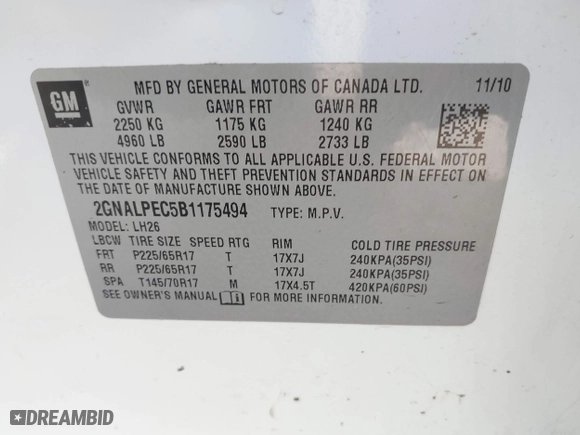 GM
MFD BY GENERAL MOTORS OF CANADA LTD. 11/10
GVWR GAWR FRT GAWR RR
2250 KG 1175 KG 1240 KG
4960 LB 2590 LB 2733 LB
THIS VEHICLE CONFORMS TO ALL APPLICABLE U.S. FEDERAL MOTOR
VEHICLE SAFETY AND THEFT PREVENTION STANDARDS IN EFFECT ON
THE DATE OF MANUFACTURE SHOWN ABOVE.
2GNALPEC5B1175494 TYPE: M.P.V.
MODEL: LH26
LBCW TIRE SIZE SPEED RTG RIM
FRT P225/65R17 T 17X7J 240KPA(35PSI)
RR P225/65R17 T 17X7J 240KPA(35PSI)
SPA T145/70R17 M 17X4.5T 420KPA(60PSI)
SEE OWNER'S MANUAL FOR MORE INFORMATION.
DREAMBID